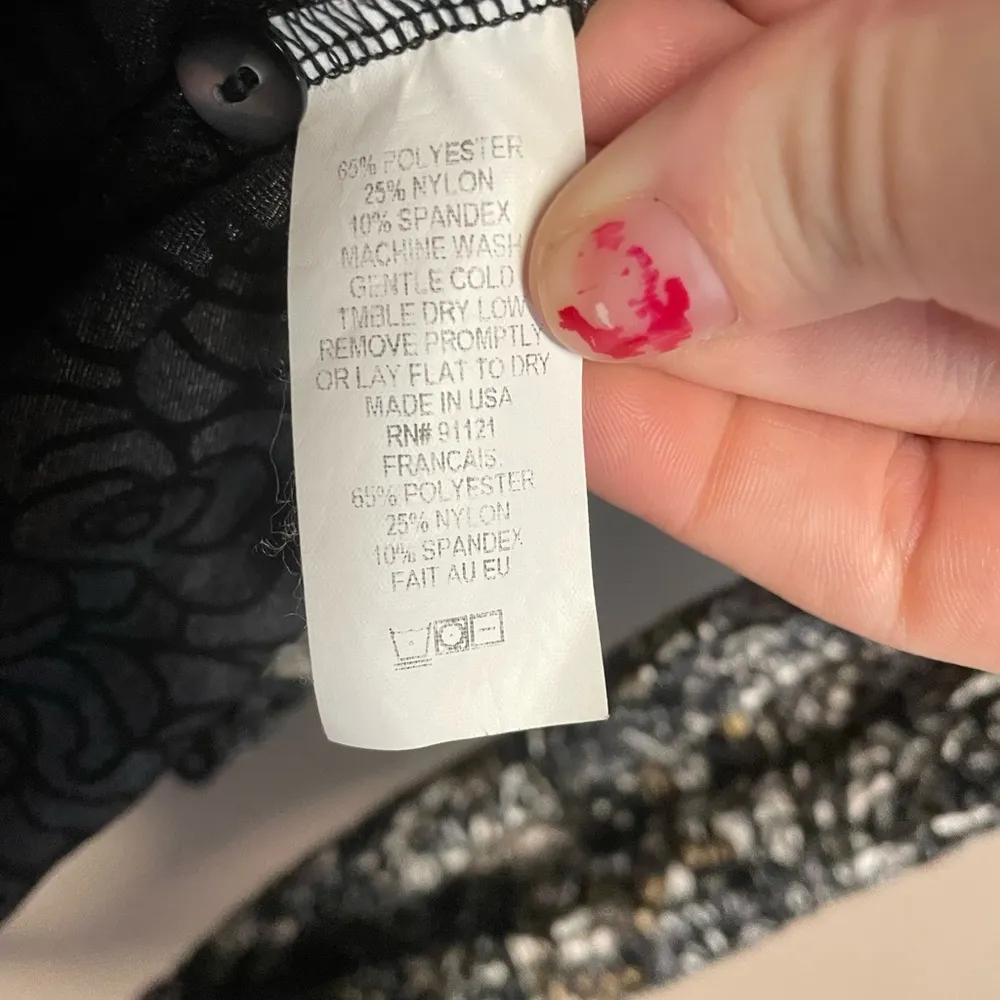 65% POLYESTER
25% NYLON
10% SPANDEX
MACHINE WASH
GENTLE COLD
TMBLE DRY LOW
REMOVE PROMPTLY
OR LAY FLAT TO DRY
MADE IN USA
RN# 91121
FRANCAIS
65% POLYESTER
25% NYLON
10% SPANDEX
FAIT AU EU